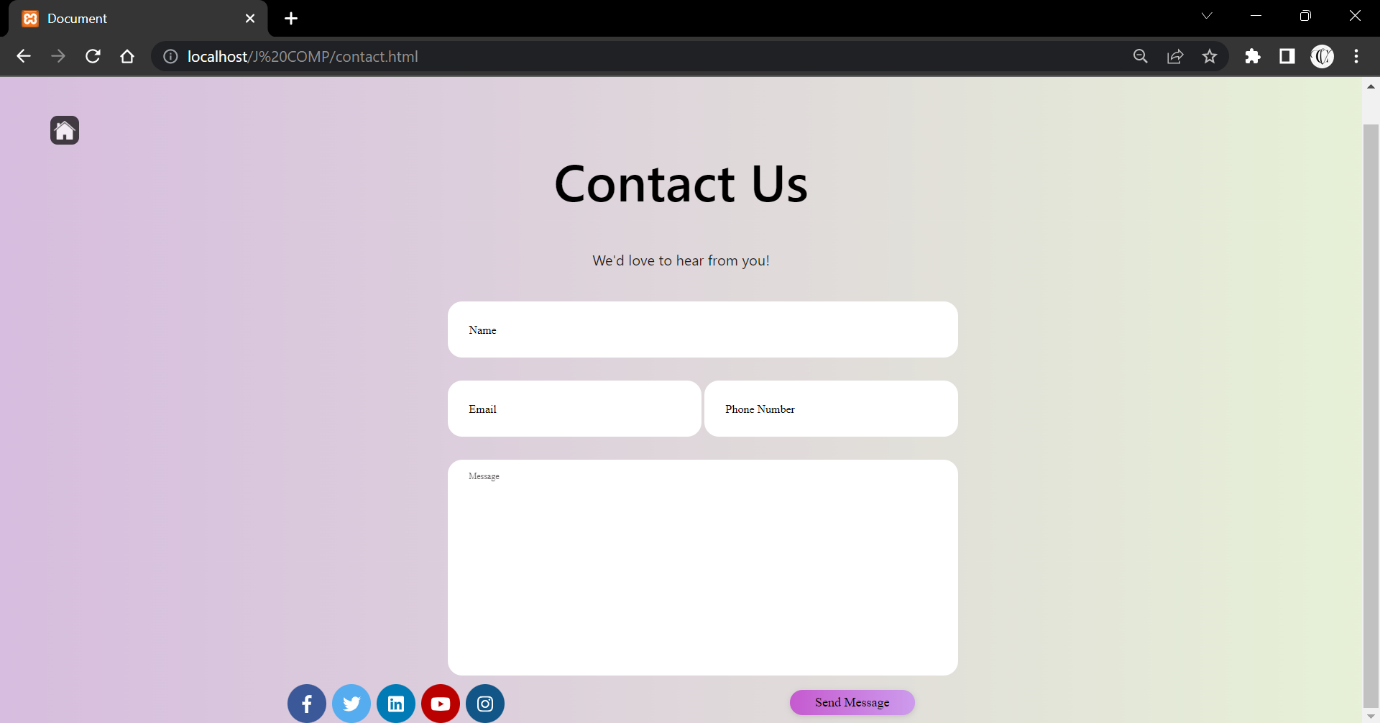 Document
localhost/J%20COMP/contact.html
Contact Us
We'd love to hear from you!
Name
Email
Phone Number
Message
Send Message